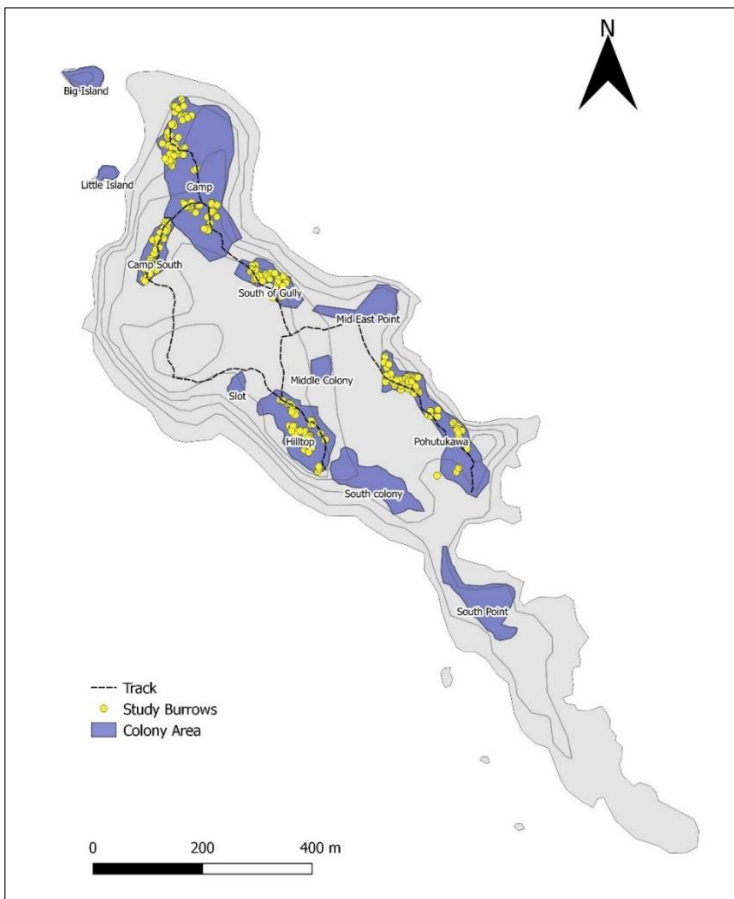 N
Big Island
Little Island
Camp
Camp South
South of Gully
Mid East Point
Middle Colony
Slot
Hilltop
Pohutukawa
South colony
South Point
Track
Study Burrows
Colony Area
0 200 400 m